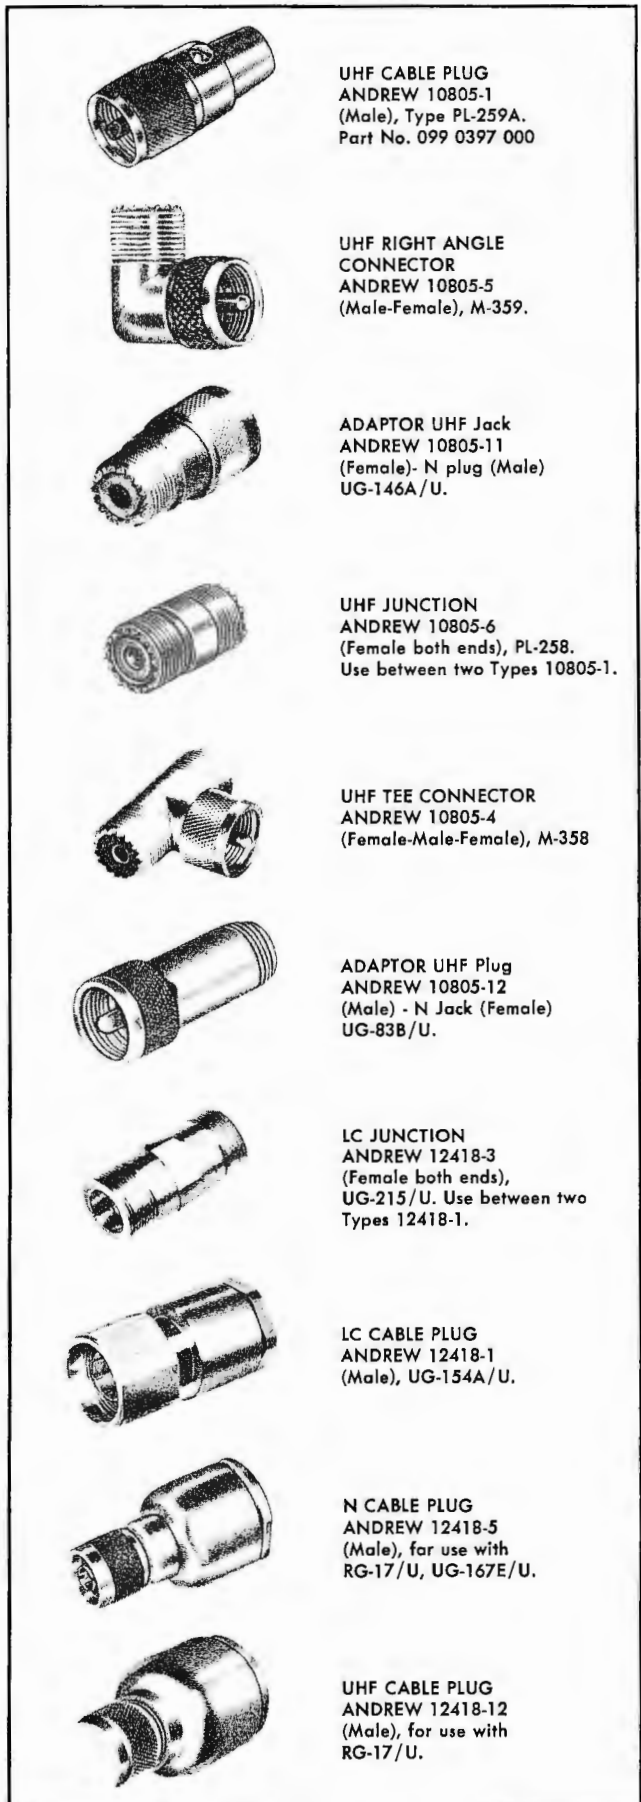 UHF CABLE PLUG
ANDREW 10805-1
(Male), Type PL-259A.
Part No. 099 0397 000
UHF RIGHT ANGLE
CONNECTOR
ANDREW 10805-5
(Male-Female), M-359.
ADAPTOR UHF Jack
ANDREW 10805-11
(Female)- N plug (Male)
UG-146A/U.
UHF JUNCTION
ANDREW 10805-6
(Female both ends), PL-258.
Use between two Types 10805-1.
UHF TEE CONNECTOR
ANDREW 10805-4
(Female-Male-Female), M-358
ADAPTOR UHF Plug
ANDREW 10805-12
(Male) - N Jack (Female)
UG-83B/U.
LC JUNCTION
ANDREW 12418-3
(Female both ends),
UG-215/U. Use between two
Types 12418-1.
LC CABLE PLUG
ANDREW 12418-1
(Male), UG-154A/U.
N CABLE PLUG
ANDREW 12418-5
(Male), far use with
RG-17/U, UG-167E/U.
UHF CABLE PLUG
ANDREW 12418-12
(Male), for use with
RG-17/U.